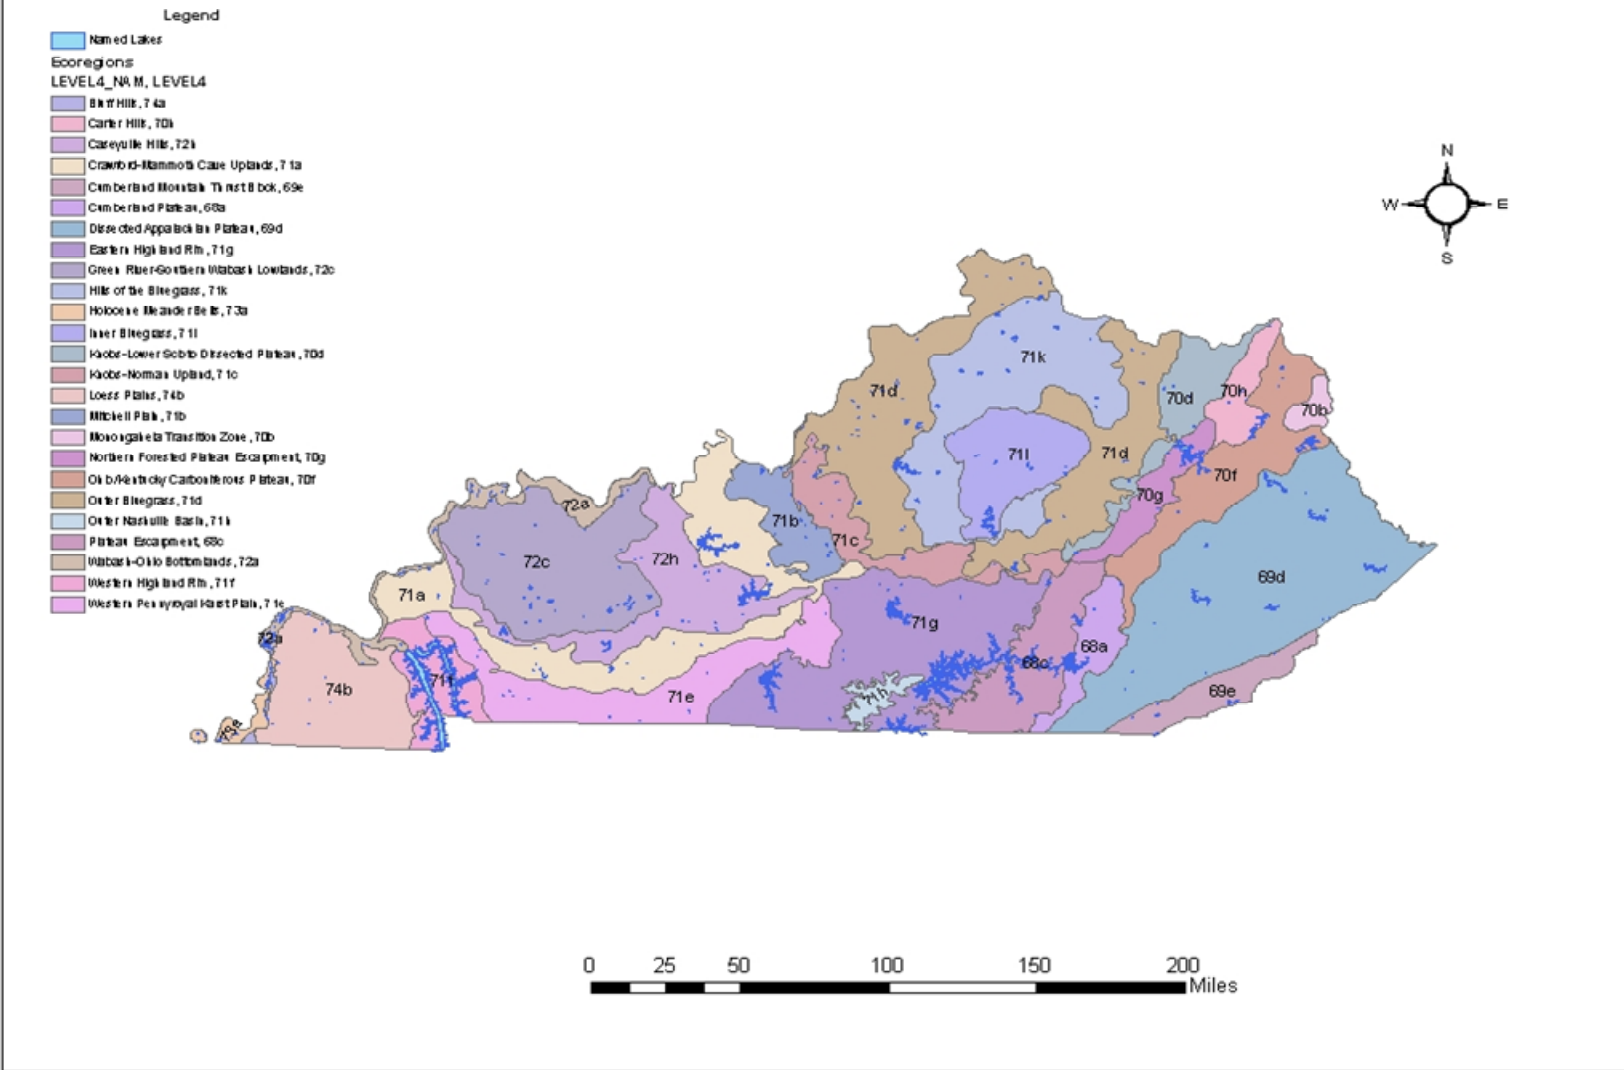 Legend
Named Lakes
Ecoregions
LEVEL4_NAM, LEVEL4
Bluff Hills, 74a
Carter Hills, 70h
Caseyville Hills, 72h
Crawford-Mammoth Cave Uplands, 71a
Cumberland Mountain Thrust Block, 69e
Cumberland Plateau, 68a
Dissected Appalachian Plateau, 69d
Eastern Highland Rim, 71g
Green River-Southern Wabash Lowlands, 72c
Hills of the Bluegrass, 71k
Holocene Meander Belts, 73a
Inner Bluegrass, 71l
Knobs-Lower Scioto Dissected Plateau, 70d
Knobs-Norman Upland, 71c
Loess Plains, 74b
Mitchell Plain, 71b
Monongahela Transition Zone, 70b
Northern Forested Plateau Escarpment, 70g
Ohio/Kentucky Carboniferous Plateau, 70f
Outer Bluegrass, 71d
Outer Nashville Basin, 71h
Plateau Escarpment, 68c
Wabash-Ohio Bottomlands, 72a
Western Highland Rim, 71f
Western Pennyroyal Karst Plain, 71e
N
W E
S
71k
71d
70d
70h
70b
71l
71d
70f
70g
72a
71b
71c
72c
72h
69d
71a
71g
72a
68a
68c
74b
71f
71e
71h
69e
73a
0 25 50 100 150 200
Miles